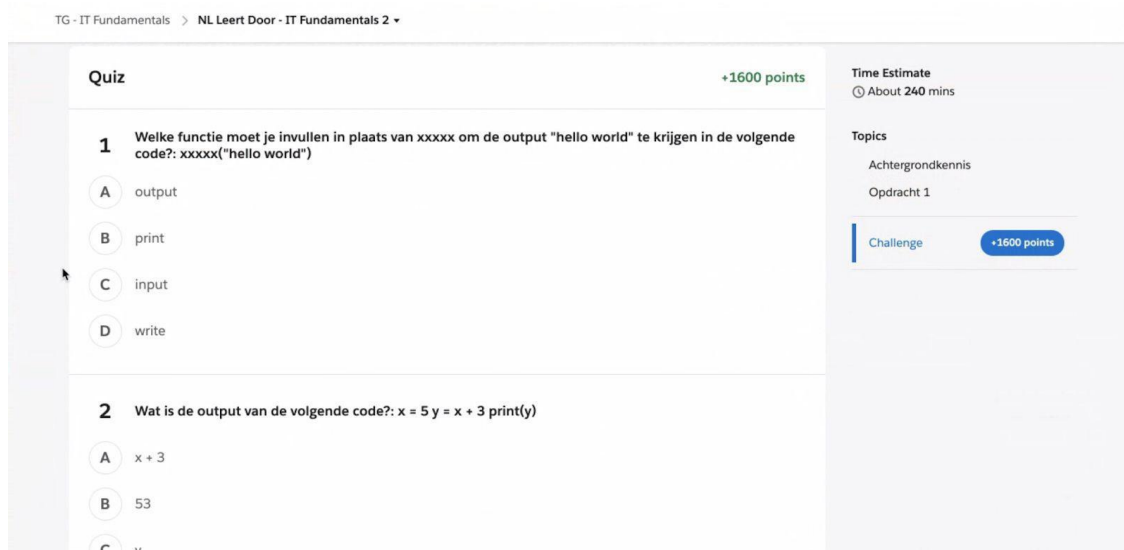 TG - IT Fundamentals > NL Leert Door - IT Fundamentals 2
Quiz
+1600 points
1
Welke functie moet je invullen in plaats van xxxxx om de output "hello world" te krijgen in de volgende
code?: xxxxx("hello world")
A output
B print
C input
D write
2
Wat is de output van de volgende code?: x = 5 y = x + 3 print(y)
A x + 3
B 53
Time Estimate
About 240 mins
Topics
Achtergrondkennis
Opdracht 1
Challenge
+1600 points